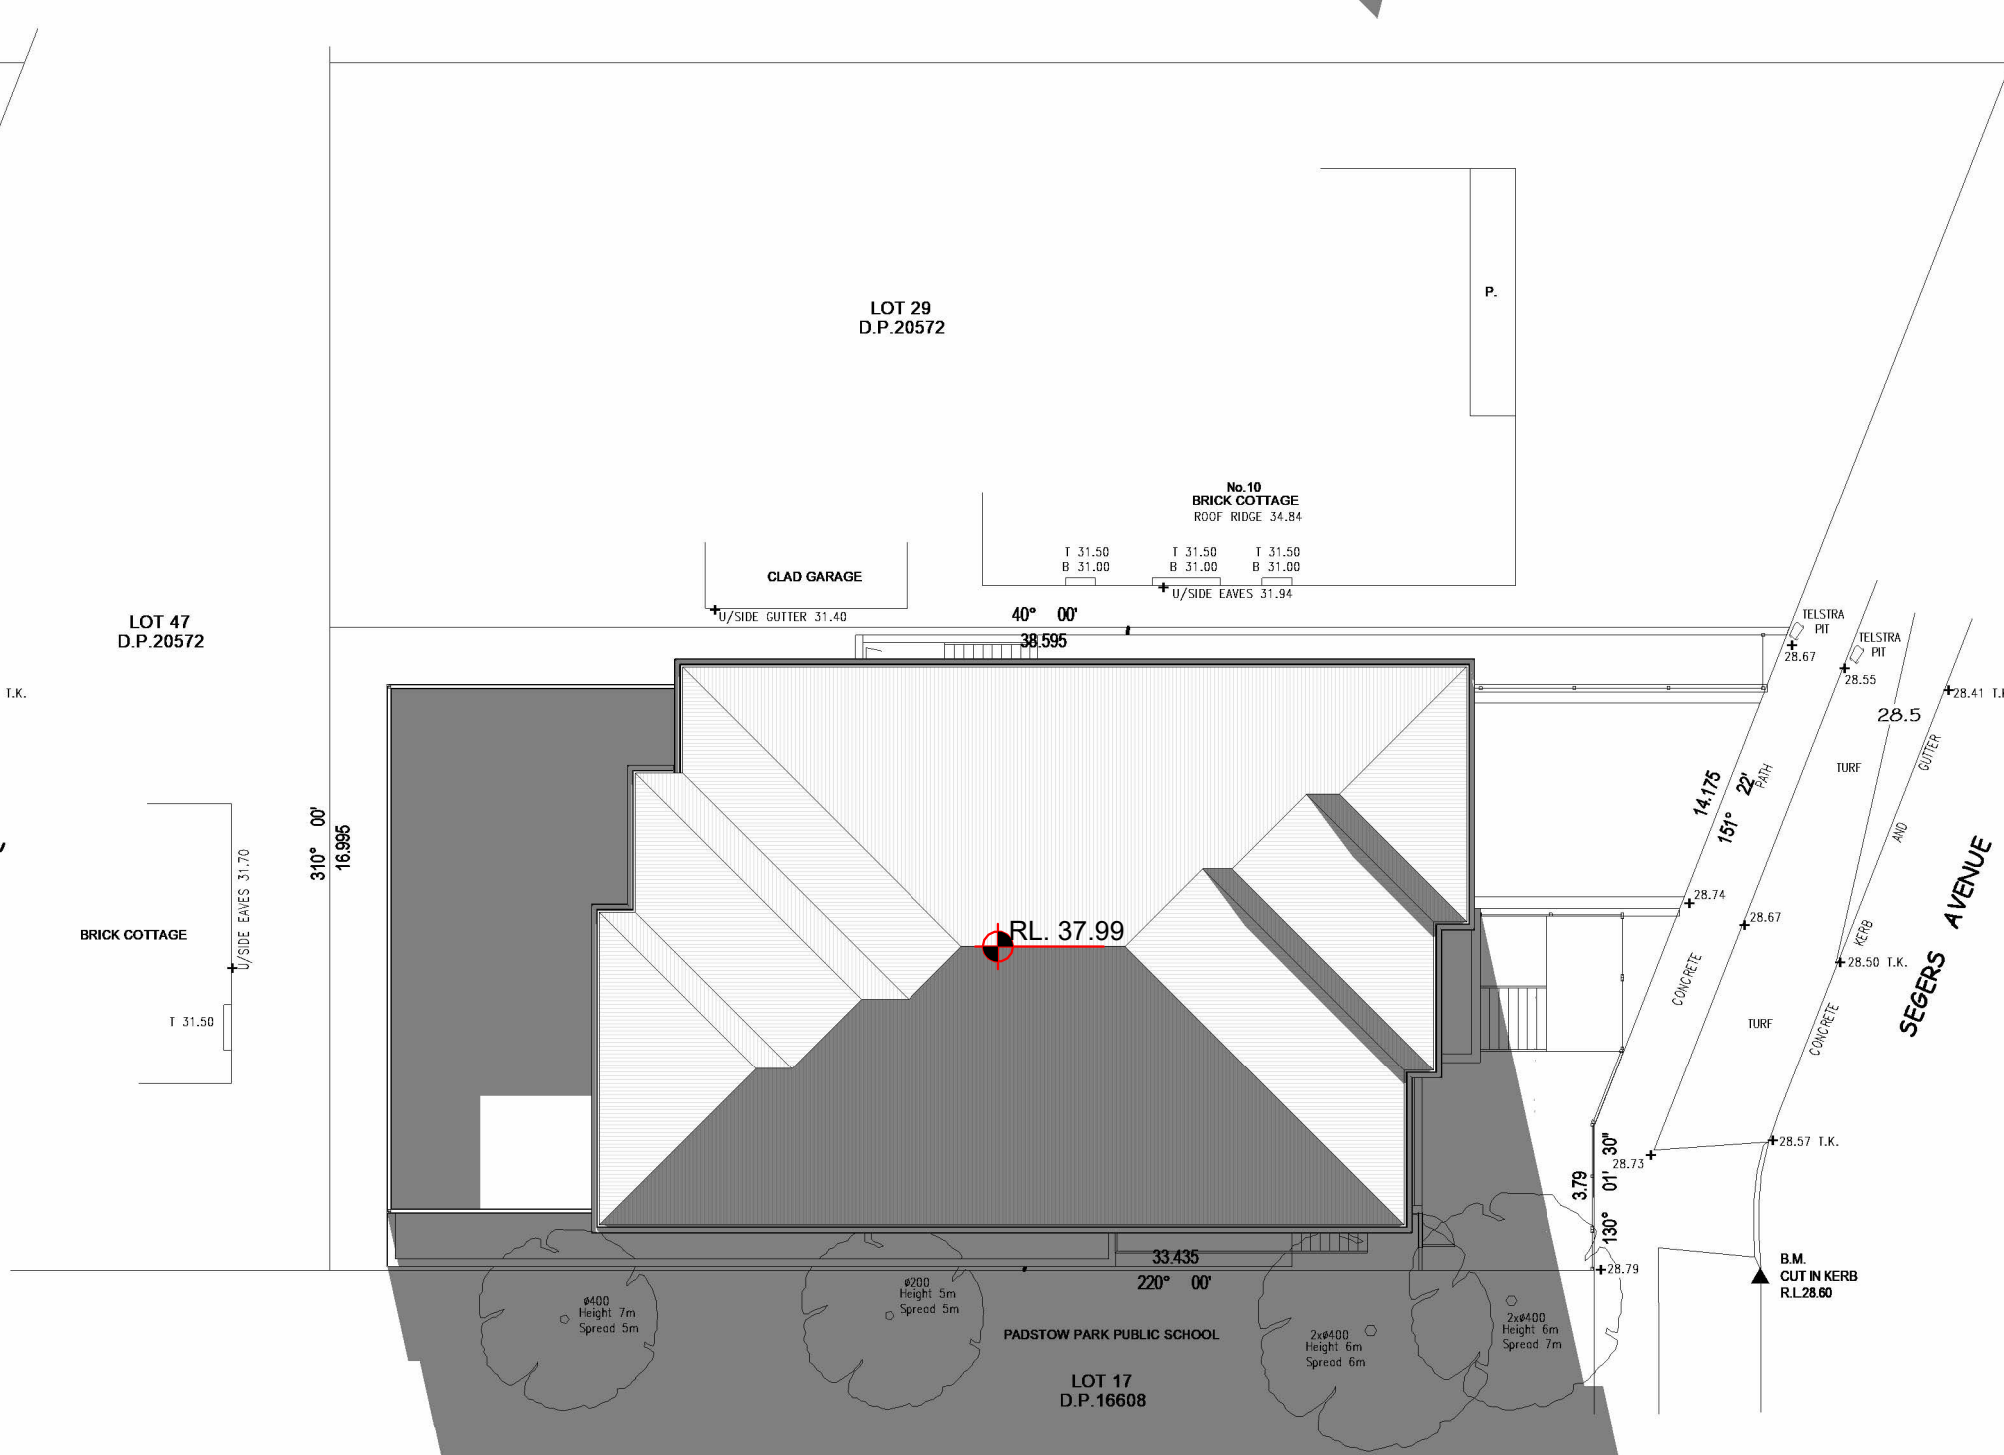 LOT 29
D.P.20572
P.
No.10
BRICK COTTAGE
ROOF RIDGE 34.84
T 31.50
B 31.00
T 31.50
B 31.00
T 31.50
B 31.00
CLAD GARAGE
U/SIDE EAVES 31.94
U/SIDE GUTTER 31.40
40° 00'
38.595
LOT 47
D.P.20572
T.K.
TELSTRA
PIT
28.67
TELSTRA
PIT
28.55
28.41 T.K
28.5
TURF
GUTTER
AND
KERB
CONCRETE
14.175
151° 22'
PATH
CONCRETE
310° 00'
16.995
U/SIDE EAVES 31.70
BRICK COTTAGE
T 31.50
RL. 37.99
28.74
28.67
28.50 T.K.
SEGERS AVENUE
TURF
28.57 T.K.
28.73
3.79
130° 01' 30"
28.79
B.M.
CUT IN KERB
R.L.28.60
33.435
220° 00'
ø400
Height 7m
Spread 5m
ø200
Height 5m
Spread 5m
PADSTOW PARK PUBLIC SCHOOL
2xø400
Height 6m
Spread 6m
2xø400
Height 6m
Spread 7m
LOT 17
D.P.16608